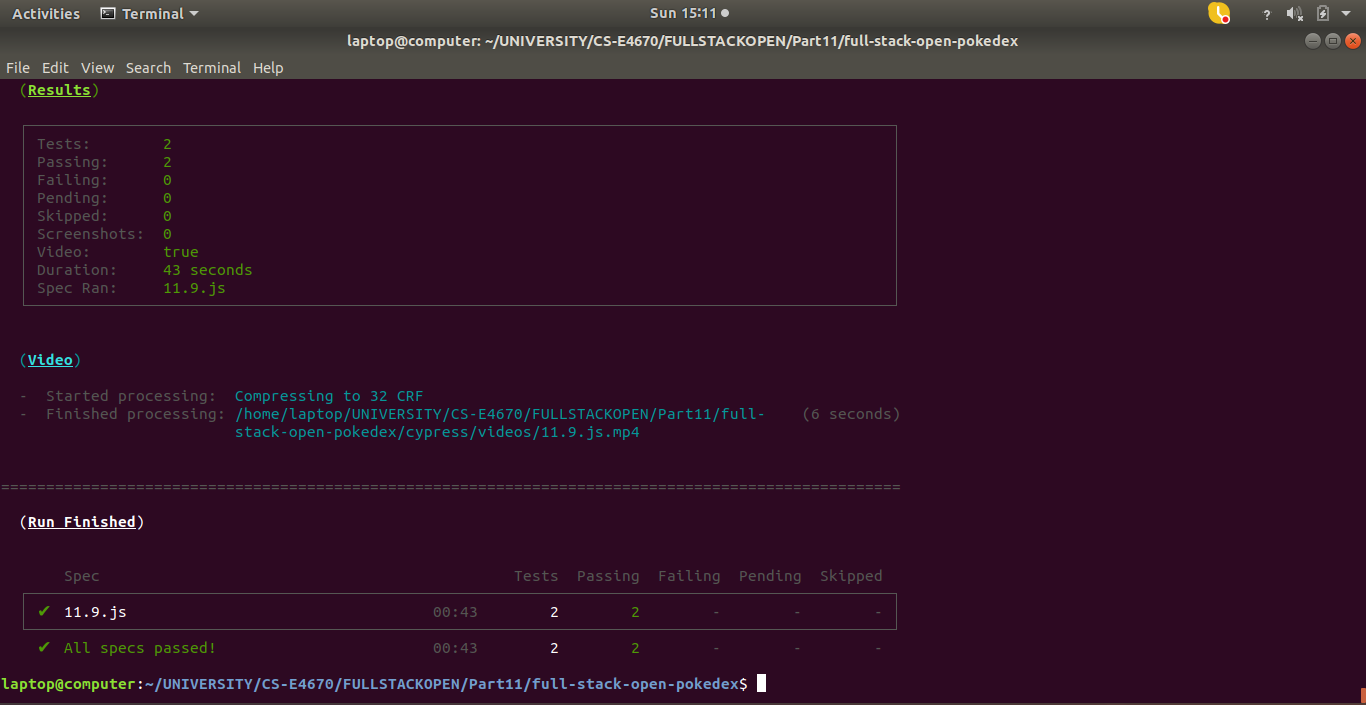 Activities Terminal Sun 15:11 ?
laptop@computer: ~/UNIVERSITY/CS-E4670/FULLSTACKOPEN/Part11/full-stack-open-pokedex
File Edit View Search Terminal Help
(Results)
Tests: 2
Passing: 2
Failing: 0
Pending: 0
Skipped: 0
Screenshots: 0
Video: true
Duration: 43 seconds
Spec Ran: 11.9.js
(Video)
- Started processing: Compressing to 32 CRF
- Finished processing: /home/laptop/UNIVERSITY/CS-E4670/FULLSTACKOPEN/Part11/full- (6 seconds)
stack-open-pokedex/cypress/videos/11.9.js.mp4
====================================================================================================
(Run Finished)
Spec Tests Passing Failing Pending Skipped
✔ 11.9.js 00:43 2 2 - - -
✔ All specs passed! 00:43 2 2 - - -
laptop@computer:~/UNIVERSITY/CS-E4670/FULLSTACKOPEN/Part11/full-stack-open-pokedex$